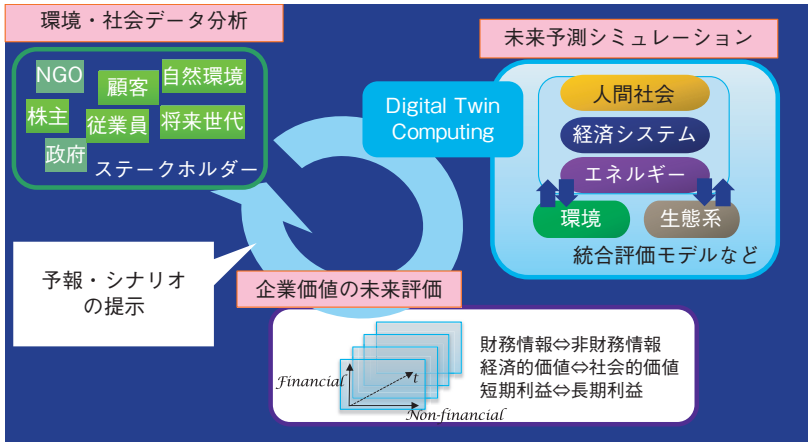 環境・社会データ分析
NGO
顧客
自然環境
株主
従業員
将来世代
政府
ステークホルダー
Digital Twin
Computing
未来予測シミュレーション
人間社会
経済システム
エネルギー
環境
生態系
統合評価モデルなど
予報・シナリオ
の提示
企業価値の未来評価
Financial
t
Non-financial
財務情報⇔非財務情報
経済的価値⇔社会的価値
短期利益⇔長期利益